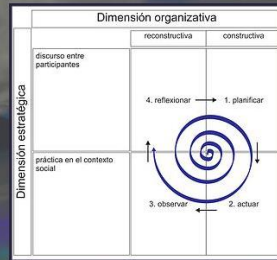 Dimensión organizativa
reconstructiva
constructiva
Dimensión estratégica
discurso entre
participantes
4. reflexionar
1. planificar
práctica en el contexto
social
3. observar
2. actuar